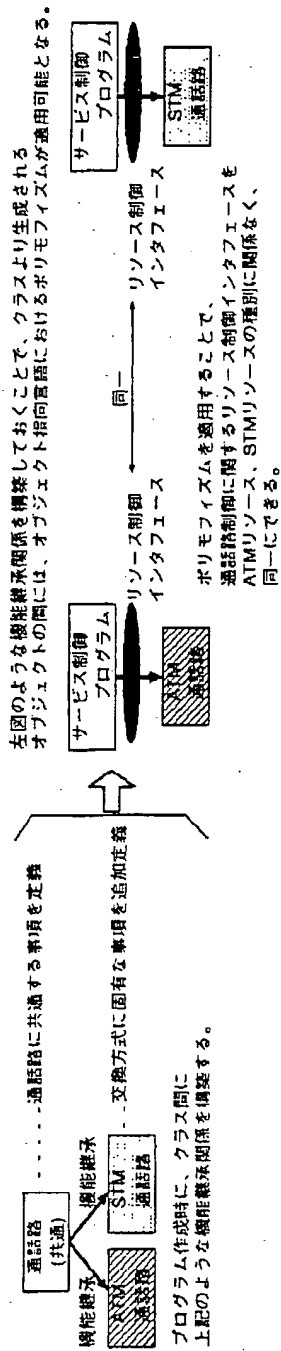 通話路
(共通)
-----通話路に共通する事項を定義
機能継承
機能継承
ATM
通話路
STM
通話路
--交換方式に固有な事項を追加定義
プログラム作成時に、クラス間に
上記のような機能継承関係を構築する。
左図のような機能継承関係を構築しておくことで、クラスより生成される
オブジェクトの間には、オブジェクト指向言語におけるポリモフィズムが適用可能となる。
サービス制御
プログラム
リソース制御
インタフェース
ATM
通話路
同一
サービス制御
プログラム
リソース制御
インタフェース
STM
通話路
ポリモフィズムを適用することで、
通話路制御に関するリソース制御インタフェースを
ATMリソース、STMリソースの種別に関係なく、
同一にできる。